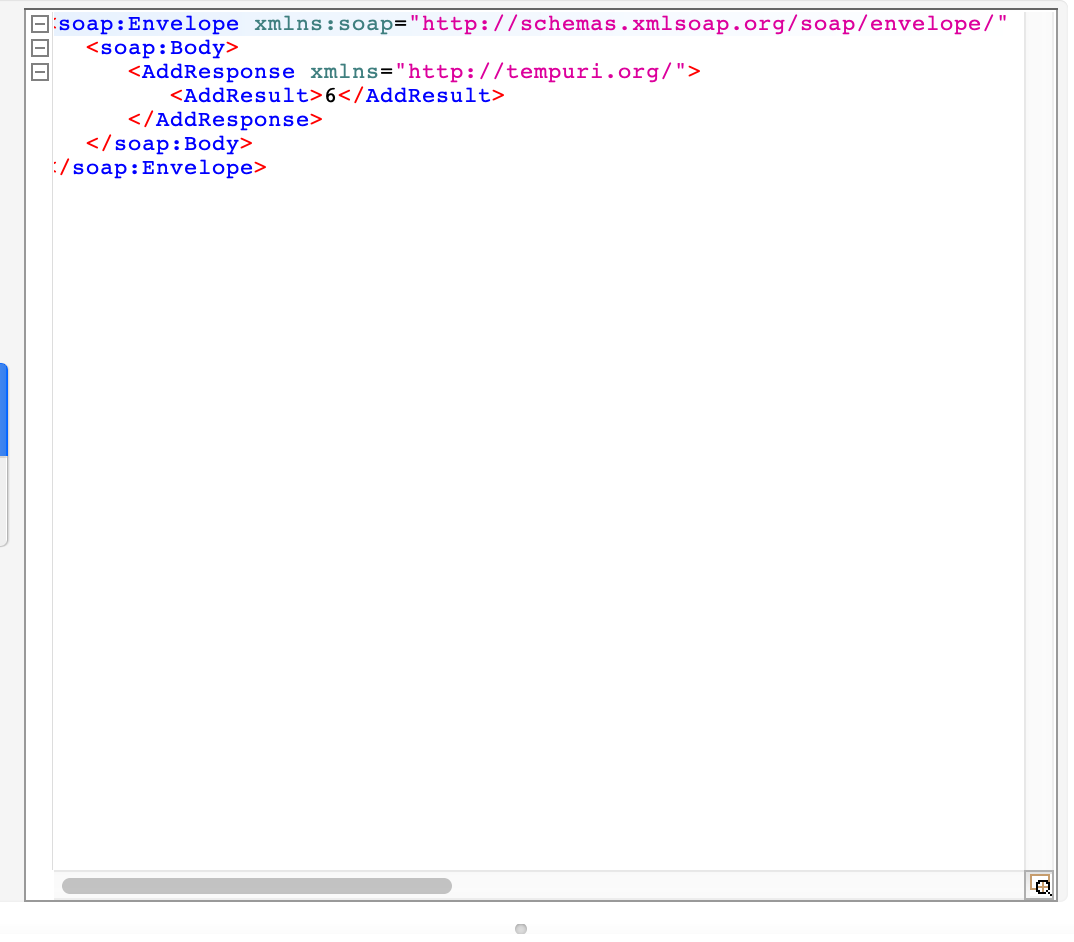 <soap:Envelope xmlns:soap="http://schemas.xmlsoap.org/soap/envelope/"
<soap:Body>
<AddResponse xmlns="http://tempuri.org/">
<AddResult>6</AddResult>
</AddResponse>
</soap:Body>
</soap:Envelope>